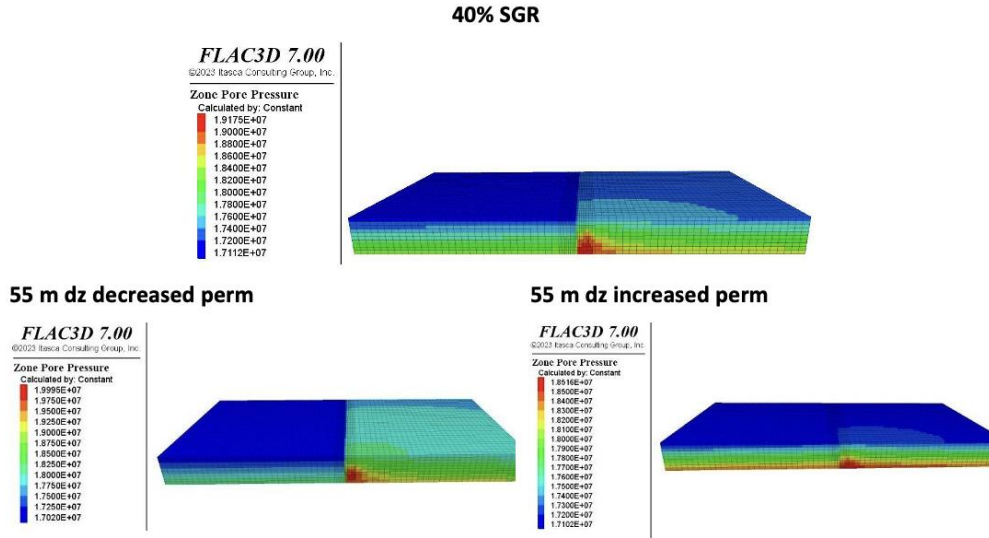 40% SGR
FLAC3D 7.00
©2023 Itasca Consulting Group, Inc.
Zone Pore Pressure
Calculated by: Constant
1.9175E+07
1.9000E+07
1.8800E+07
1.8600E+07
1.8400E+07
1.8200E+07
1.8000E+07
1.7800E+07
1.7600E+07
1.7400E+07
1.7200E+07
1.7112E+07
55 m dz decreased perm
FLAC3D 7.00
©2023 Itasca Consulting Group, Inc.
Zone Pore Pressure
Calculated by: Constant
1.9995E+07
1.9750E+07
1.9500E+07
1.9250E+07
1.9000E+07
1.8750E+07
1.8500E+07
1.8250E+07
1.8000E+07
1.7750E+07
1.7500E+07
1.7250E+07
1.7020E+07
55 m dz increased perm
FLAC3D 7.00
©2023 Itasca Consulting Group, Inc.
Zone Pore Pressure
Calculated by: Constant
1.8516E+07
1.8500E+07
1.8400E+07
1.8300E+07
1.8200E+07
1.8100E+07
1.8000E+07
1.7900E+07
1.7800E+07
1.7700E+07
1.7600E+07
1.7500E+07
1.7400E+07
1.7300E+07
1.7200E+07
1.7102E+07